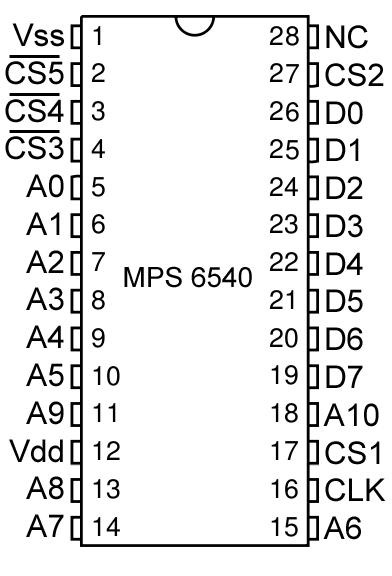 Vss 1 28 NC
CS5 2 27 CS2
CS4 3 26 D0
CS3 4 25 D1
A0 5 24 D2
A1 6 23 D3
A2 7 MPS 6540 22 D4
A3 8 21 D5
A4 9 20 D6
A5 10 19 D7
A9 11 18 A10
Vdd 12 17 CS1
A8 13 16 CLK
A7 14 15 A6